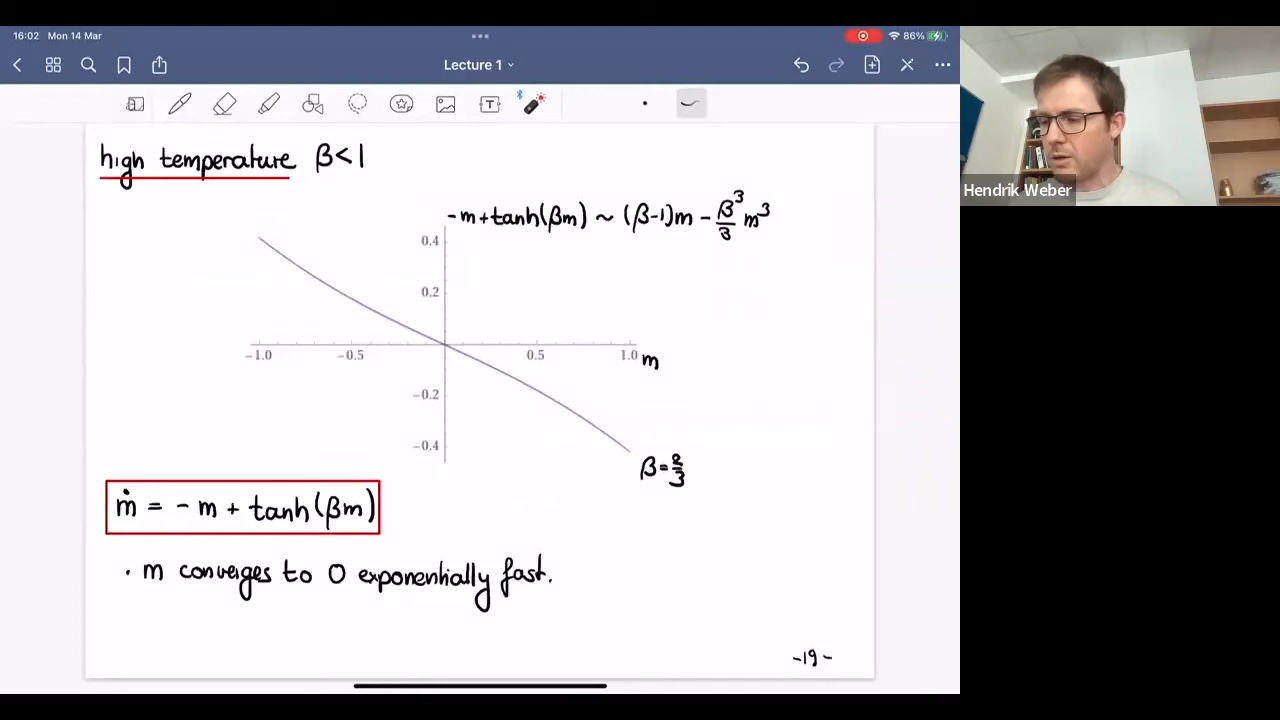 16:02 Mon 14 Mar
86%
Lecture 1
T
high temperature β<1
-m+tanh(βm) ~ (β-1)m - β³/3 m³
0.4
0.2
-1.0 -0.5 0.5 1.0 m
-0.2
-0.4
β=2/3
ṁ = -m + tanh(βm)
· m converges to 0 exponentially fast.
-19-
Hendrik Weber